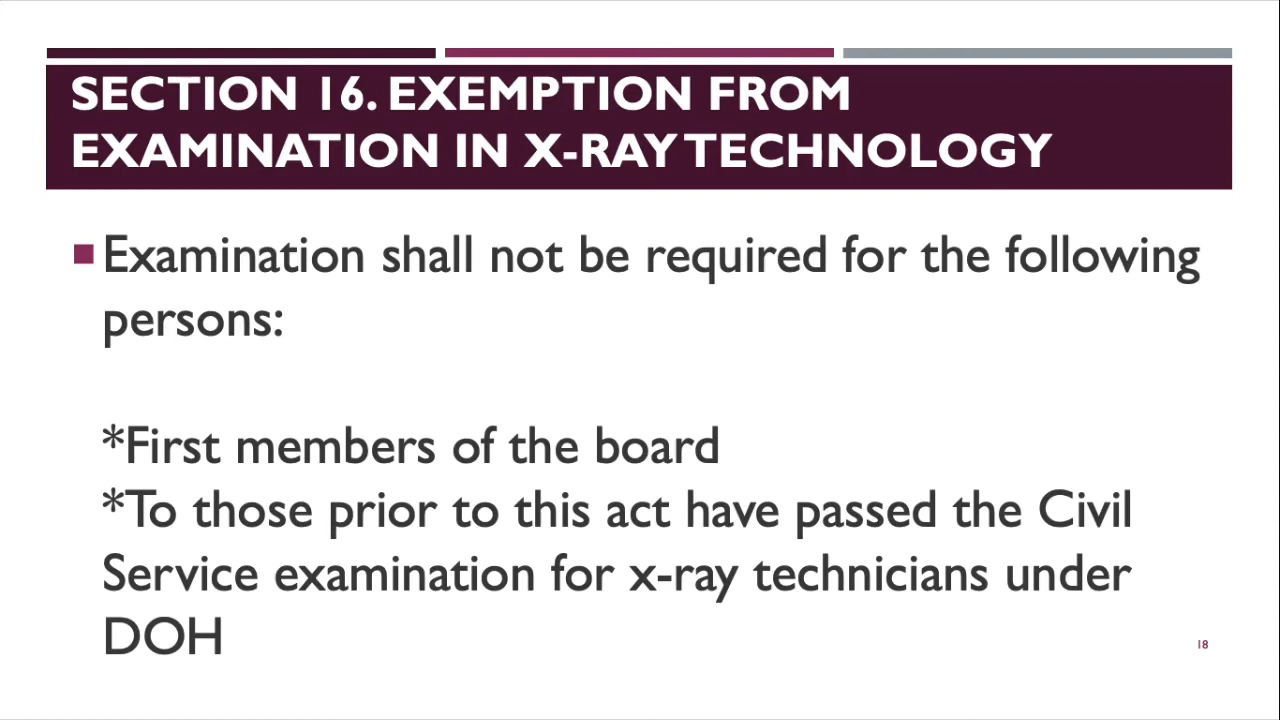 SECTION 16. EXEMPTION FROM
EXAMINATION IN X-RAY TECHNOLOGY
Examination shall not be required for the following
persons:
*First members of the board
*To those prior to this act have passed the Civil
Service examination for x-ray technicians under
DOH
18